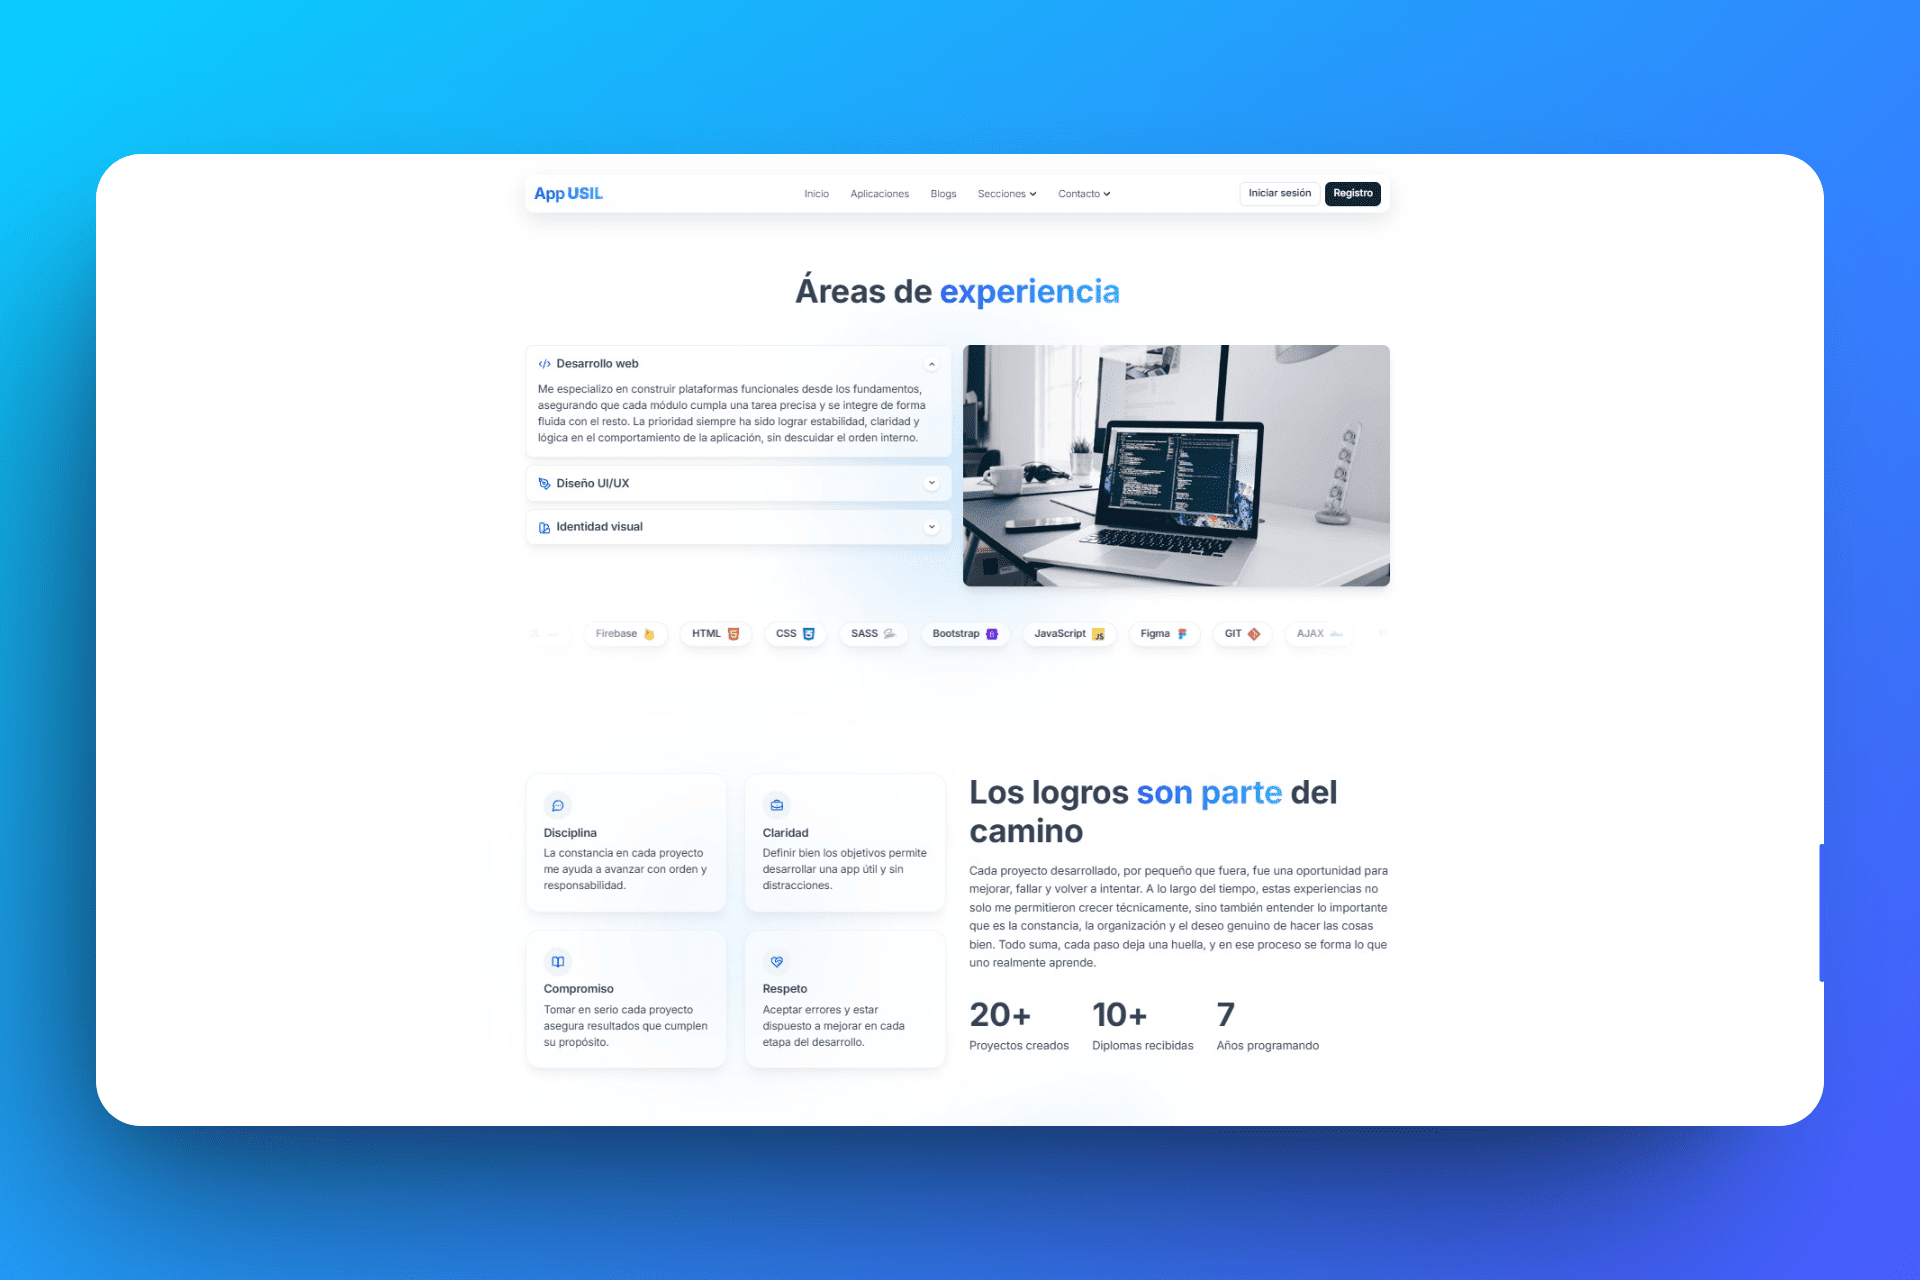 App USIL
Inicio
Aplicaciones
Blogs
Secciones
Contacto
Iniciar sesión
Registro
Áreas de experiencia
Desarrollo web
Me especializo en construir plataformas funcionales desde los fundamentos,
asegurando que cada módulo cumpla una tarea precisa y se integre de forma
fluida con el resto. La prioridad siempre ha sido lograr estabilidad, claridad y
lógica en el comportamiento de la aplicación, sin descuidar el orden interno.
Diseño UI/UX
Identidad visual
Firebase
HTML
CSS
SASS
Bootstrap
JavaScript
Figma
GIT
AJAX
Disciplina
La constancia en cada proyecto
me ayuda a avanzar con orden y
responsabilidad.
Claridad
Definir bien los objetivos permite
desarrollar una app útil y sin
distracciones.
Compromiso
Tomar en serio cada proyecto
asegura resultados que cumplen
su propósito.
Respeto
Aceptar errores y estar
dispuesto a mejorar en cada
etapa del desarrollo.
Los logros son parte del
camino
Cada proyecto desarrollado, por pequeño que fuera, fue una oportunidad para
mejorar, fallar y volver a intentar. A lo largo del tiempo, estas experiencias no
solo me permitieron crecer técnicamente, sino también entender lo importante
que es la constancia, la organización y el deseo genuino de hacer las cosas
bien. Todo suma, cada paso deja una huella, y en ese proceso se forma lo que
uno realmente aprende.
20+
Proyectos creados
10+
Diplomas recibidas
7
Años programando